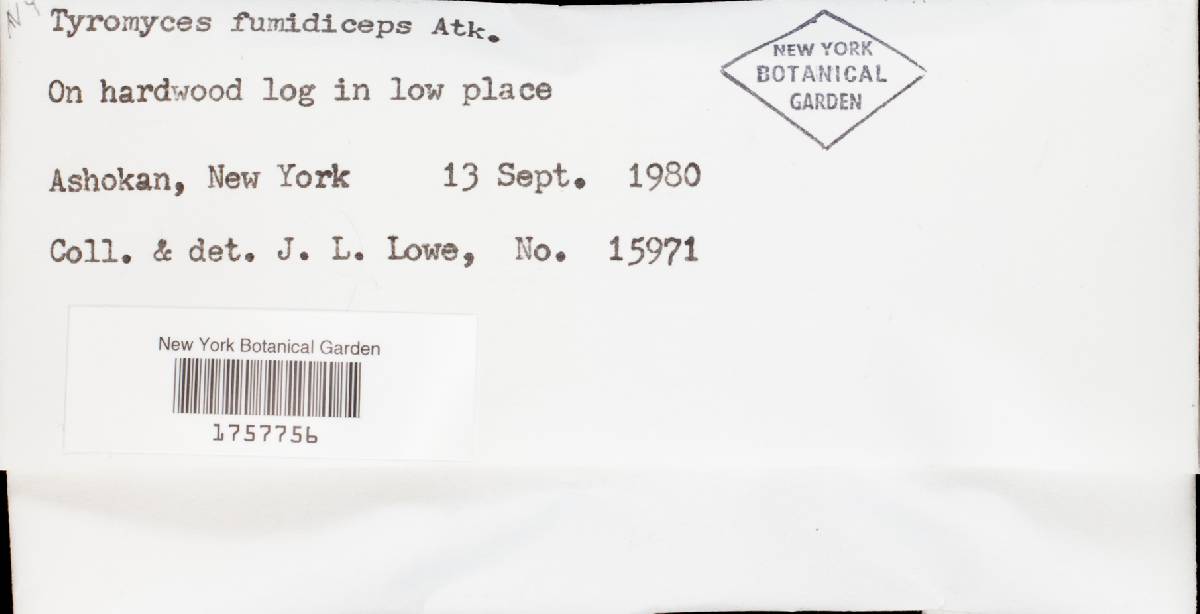 NY
Tyromyces fumidiceps Atk.
On hardwood log in low place
Ashokan, New York 13 Sept. 1980
Coll. & det. J. L. Lowe, No. 15971
NEW YORK
BOTANICAL
GARDEN
New York Botanical Garden
1757756